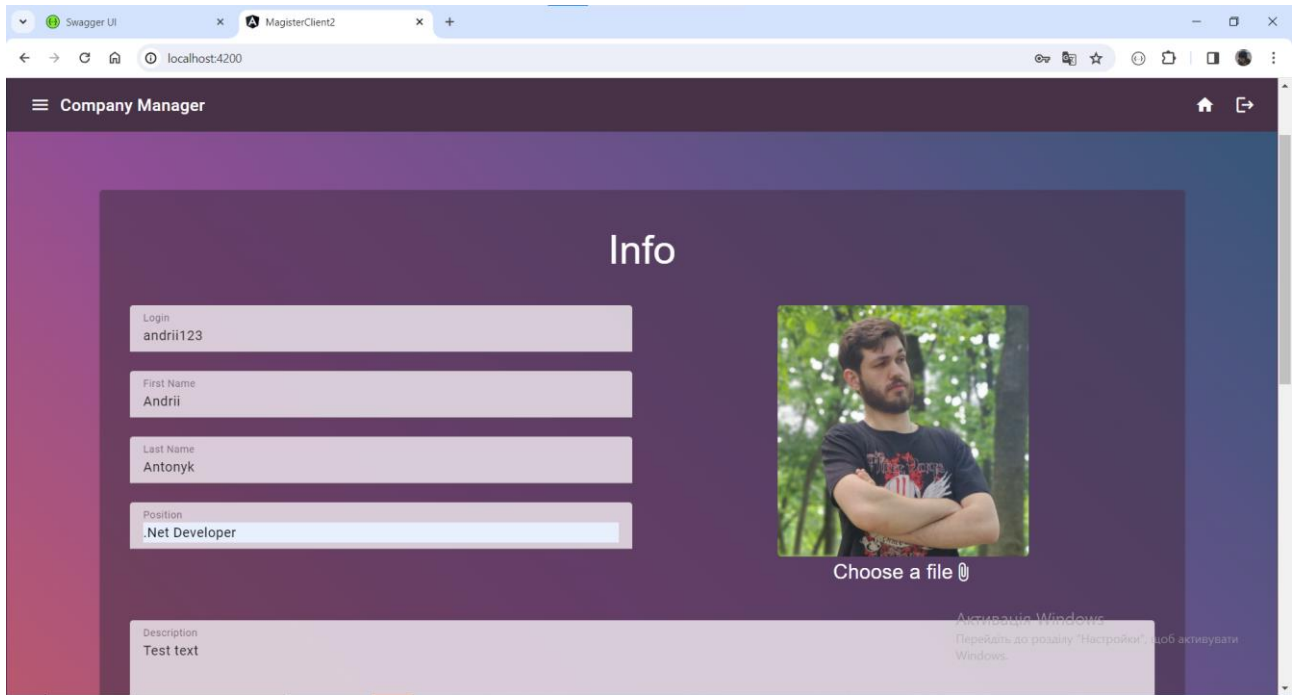 Swagger UI
MagisterClient2
localhost:4200
Company Manager
Info
Login
andrii123
First Name
Andrii
Last Name
Antonyk
Position
.Net Developer
Choose a file
Description
Test text
Активація Windows
Перейдіть до розділу "Настройки", щоб активувати
Windows.